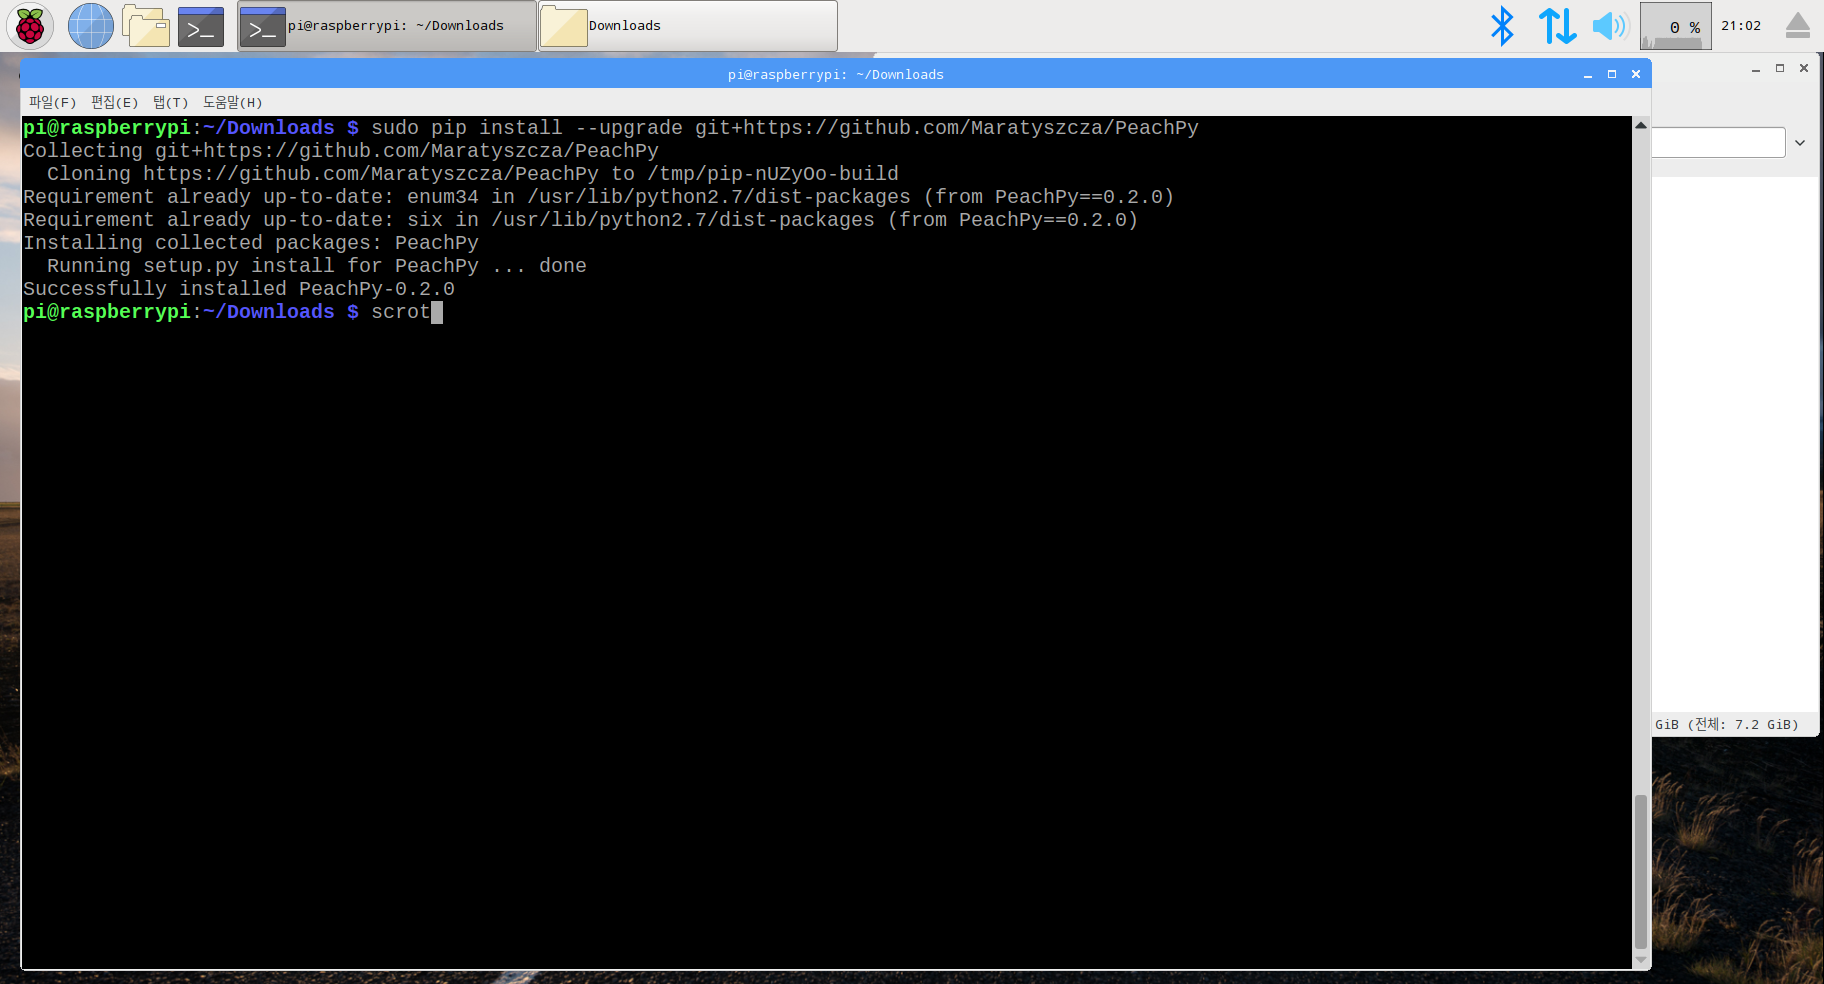 pi@raspberrypi: ~/Downloads
Downloads
0 %
21:02
pi@raspberrypi: ~/Downloads
파일(F) 편집(E) 탭(T) 도움말(H)
pi@raspberrypi:~/Downloads $ sudo pip install --upgrade git+https://github.com/Maratyszcza/PeachPy
Collecting git+https://github.com/Maratyszcza/PeachPy
  Cloning https://github.com/Maratyszcza/PeachPy to /tmp/pip-nUZyOo-build
Requirement already up-to-date: enum34 in /usr/lib/python2.7/dist-packages (from PeachPy==0.2.0)
Requirement already up-to-date: six in /usr/lib/python2.7/dist-packages (from PeachPy==0.2.0)
Installing collected packages: PeachPy
  Running setup.py install for PeachPy ... done
Successfully installed PeachPy-0.2.0
pi@raspberrypi:~/Downloads $ scrot
GiB (전체: 7.2 GiB)